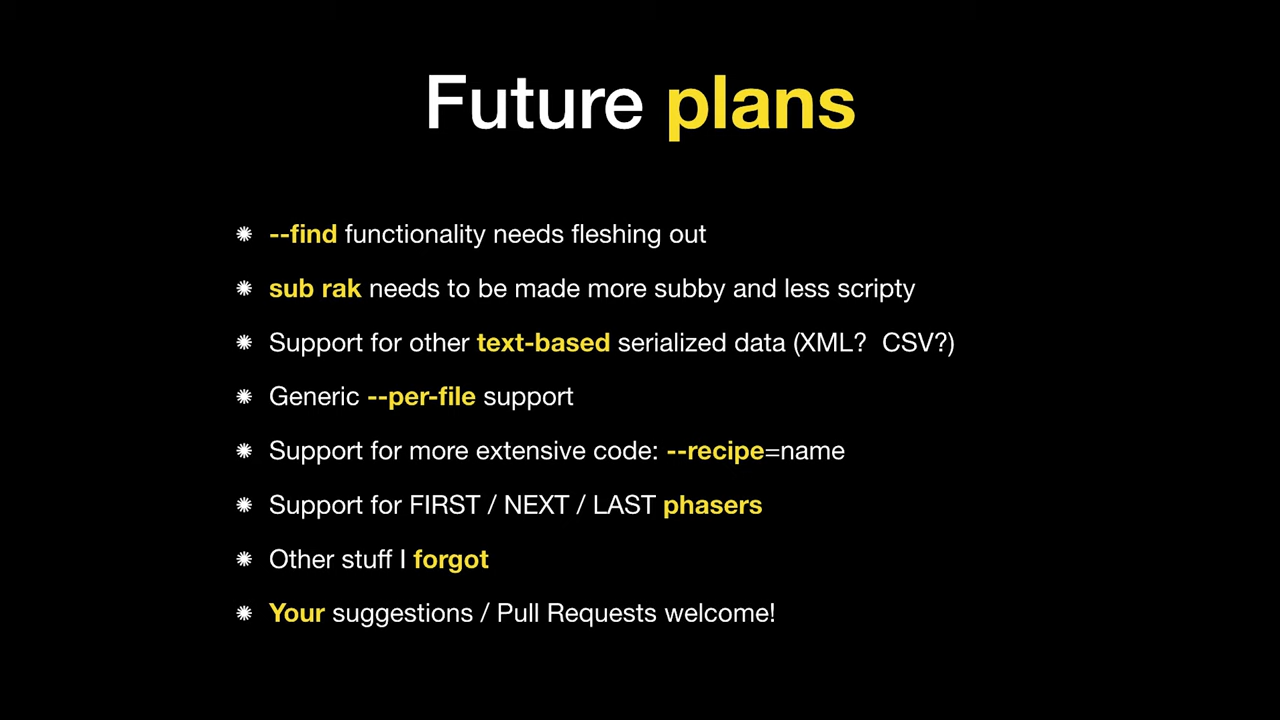 Future plans
--find functionality needs fleshing out
sub rak needs to be made more subby and less scripty
Support for other text-based serialized data (XML?  CSV?)
Generic --per-file support
Support for more extensive code: --recipe=name
Support for FIRST / NEXT / LAST phasers
Other stuff I forgot
Your suggestions / Pull Requests welcome!